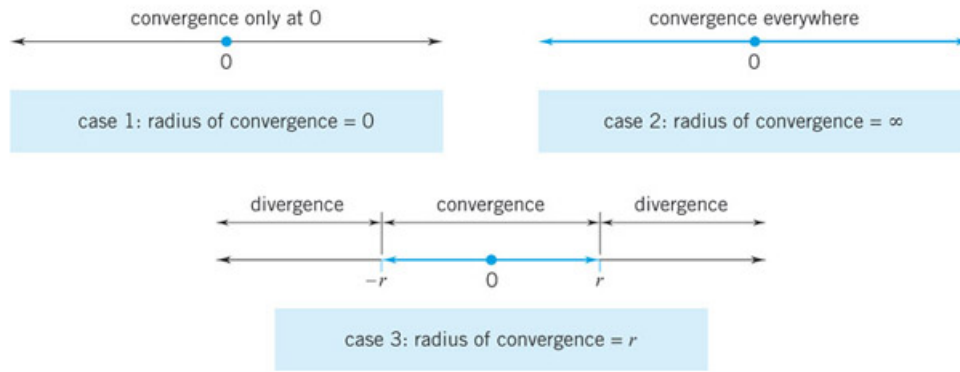 convergence only at 0
0
case 1: radius of convergence = 0
convergence everywhere
0
case 2: radius of convergence = ∞
divergence convergence divergence
−r 0 r
case 3: radius of convergence = r